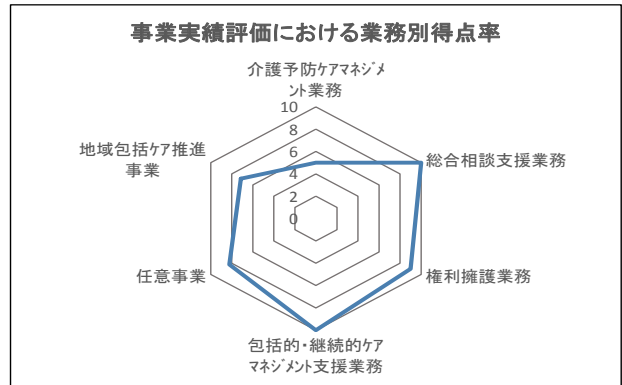 事業実績評価における業務別得点率
介護予防ｹｱﾏﾈｼﾞﾒ
ﾝﾄ業務
10
8
6
4
2
0
総合相談支援業務
権利擁護業務
包括的・継続的ｹｱ
ﾏﾈｼﾞﾒﾝﾄ支援業務
任意事業
地域包括ｹｱ推進
事業